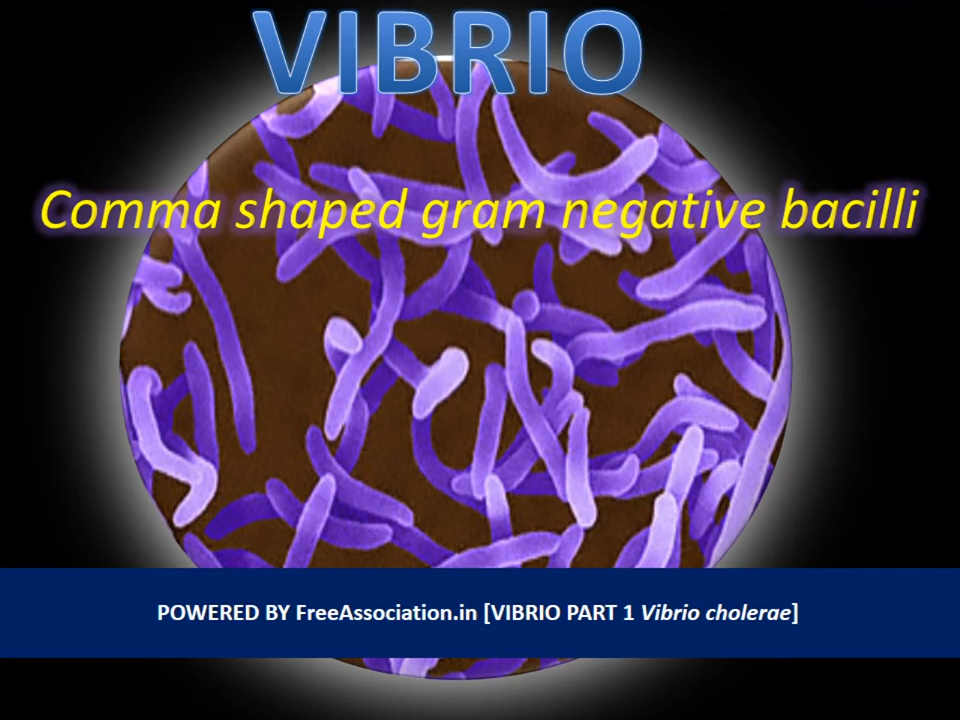 VIBRIO
Comma shaped gram negative bacilli
POWERED BY FreeAssociation.in [VIBRIO PART 1 Vibrio cholerae]